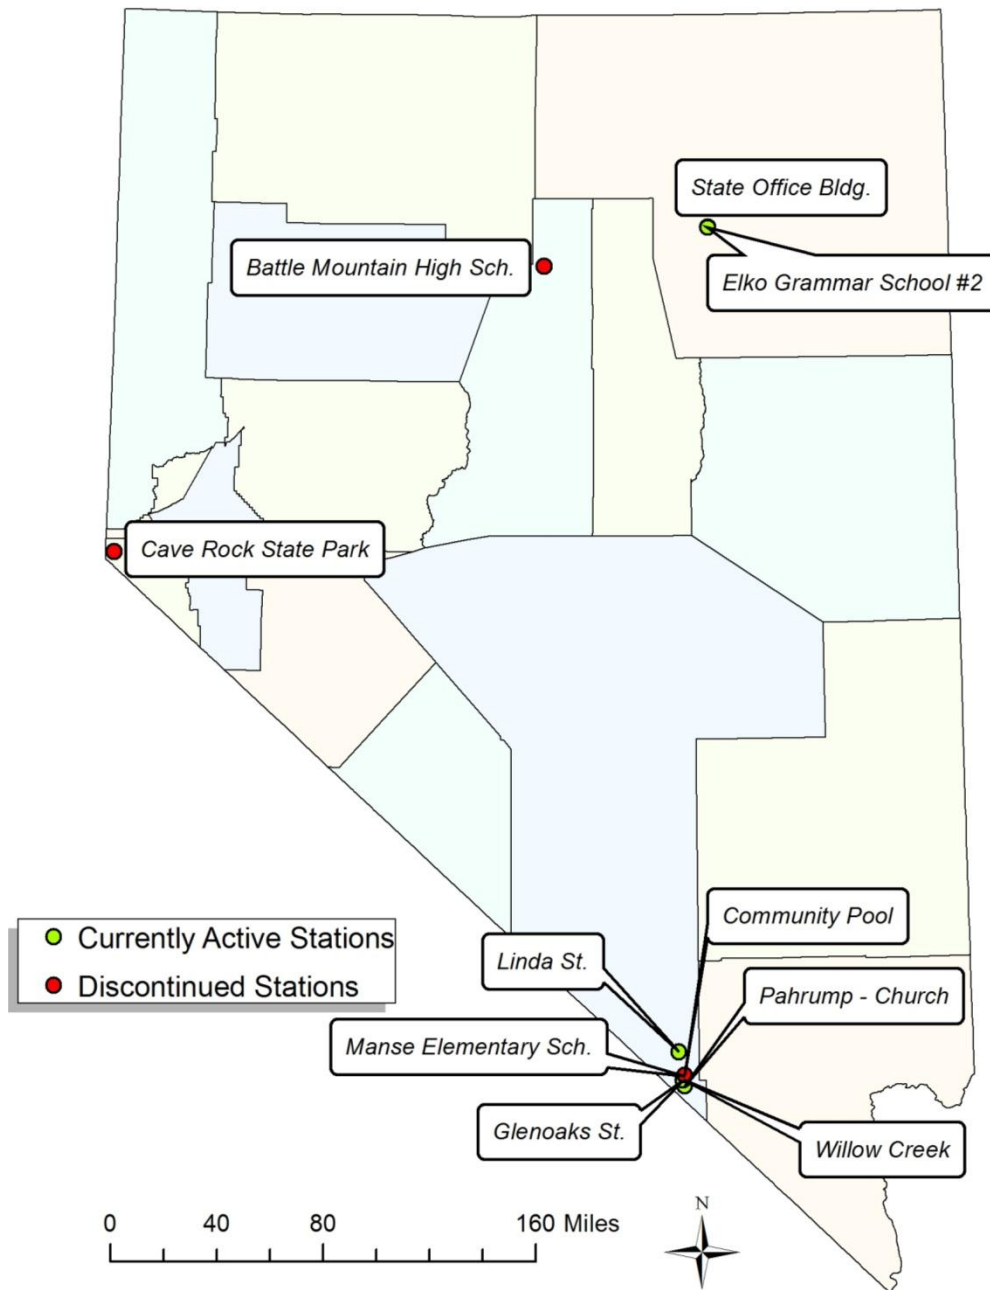 State Office Bldg.
Battle Mountain High Sch.
Elko Grammar School #2
Cave Rock State Park
Currently Active Stations
Discontinued Stations
Community Pool
Linda St.
Pahrump - Church
Manse Elementary Sch.
Glenoaks St.
Willow Creek
0 40 80 160 Miles
N